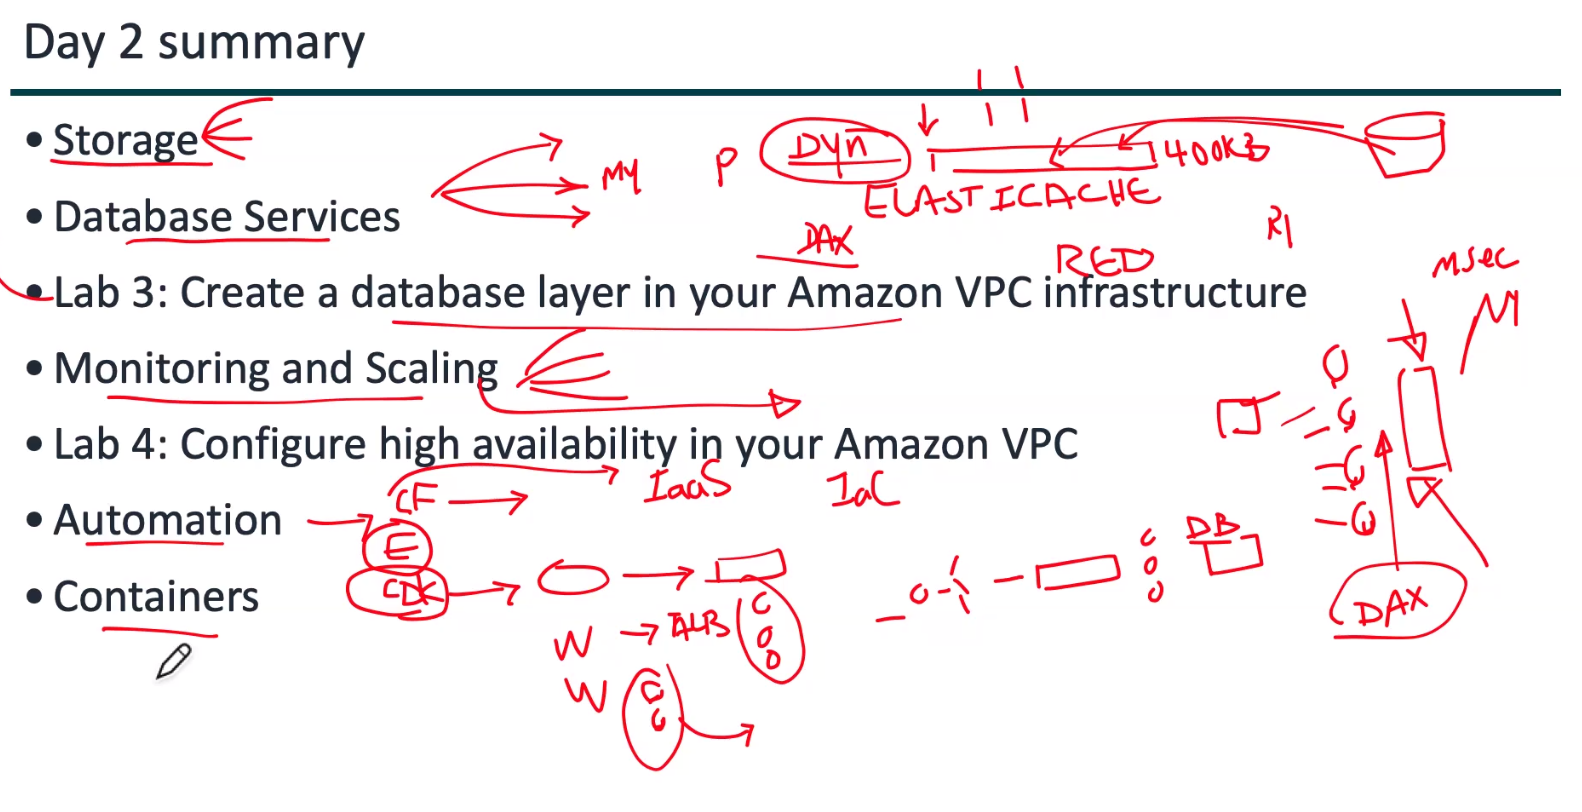 Day 2 summary
• Storage
My P Dyn 400KB
ELASTICACHE
• Database Services
DAX RED msec
• Lab 3: Create a database layer in your Amazon VPC infrastructure
• Monitoring and Scaling
• Lab 4: Configure high availability in your Amazon VPC
CF IaaS IaC
• Automation
E DB
CDK
• Containers
DAX
W ALB
W